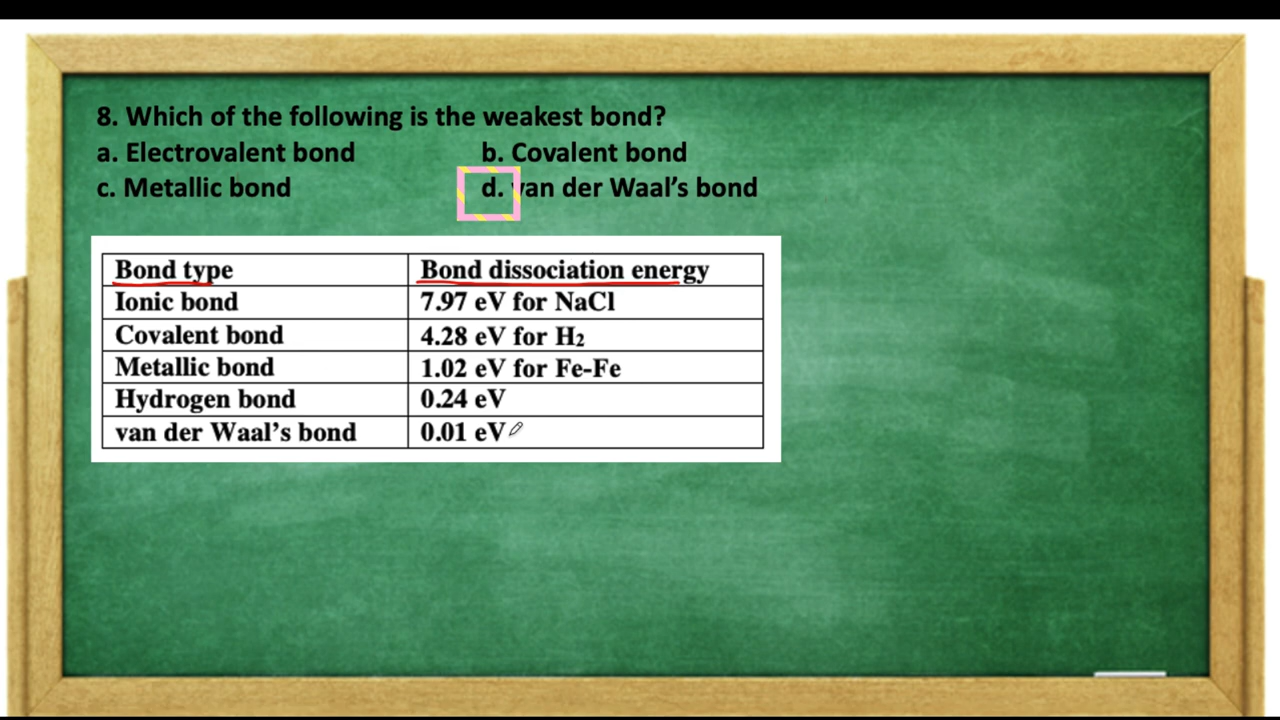 8. Which of the following is the weakest bond?
a. Electrovalent bond b. Covalent bond
c. Metallic bond d. van der Waal’s bond
Bond type Bond dissociation energy
Ionic bond 7.97 eV for NaCl
Covalent bond 4.28 eV for H2
Metallic bond 1.02 eV for Fe-Fe
Hydrogen bond 0.24 eV
van der Waal’s bond 0.01 eV